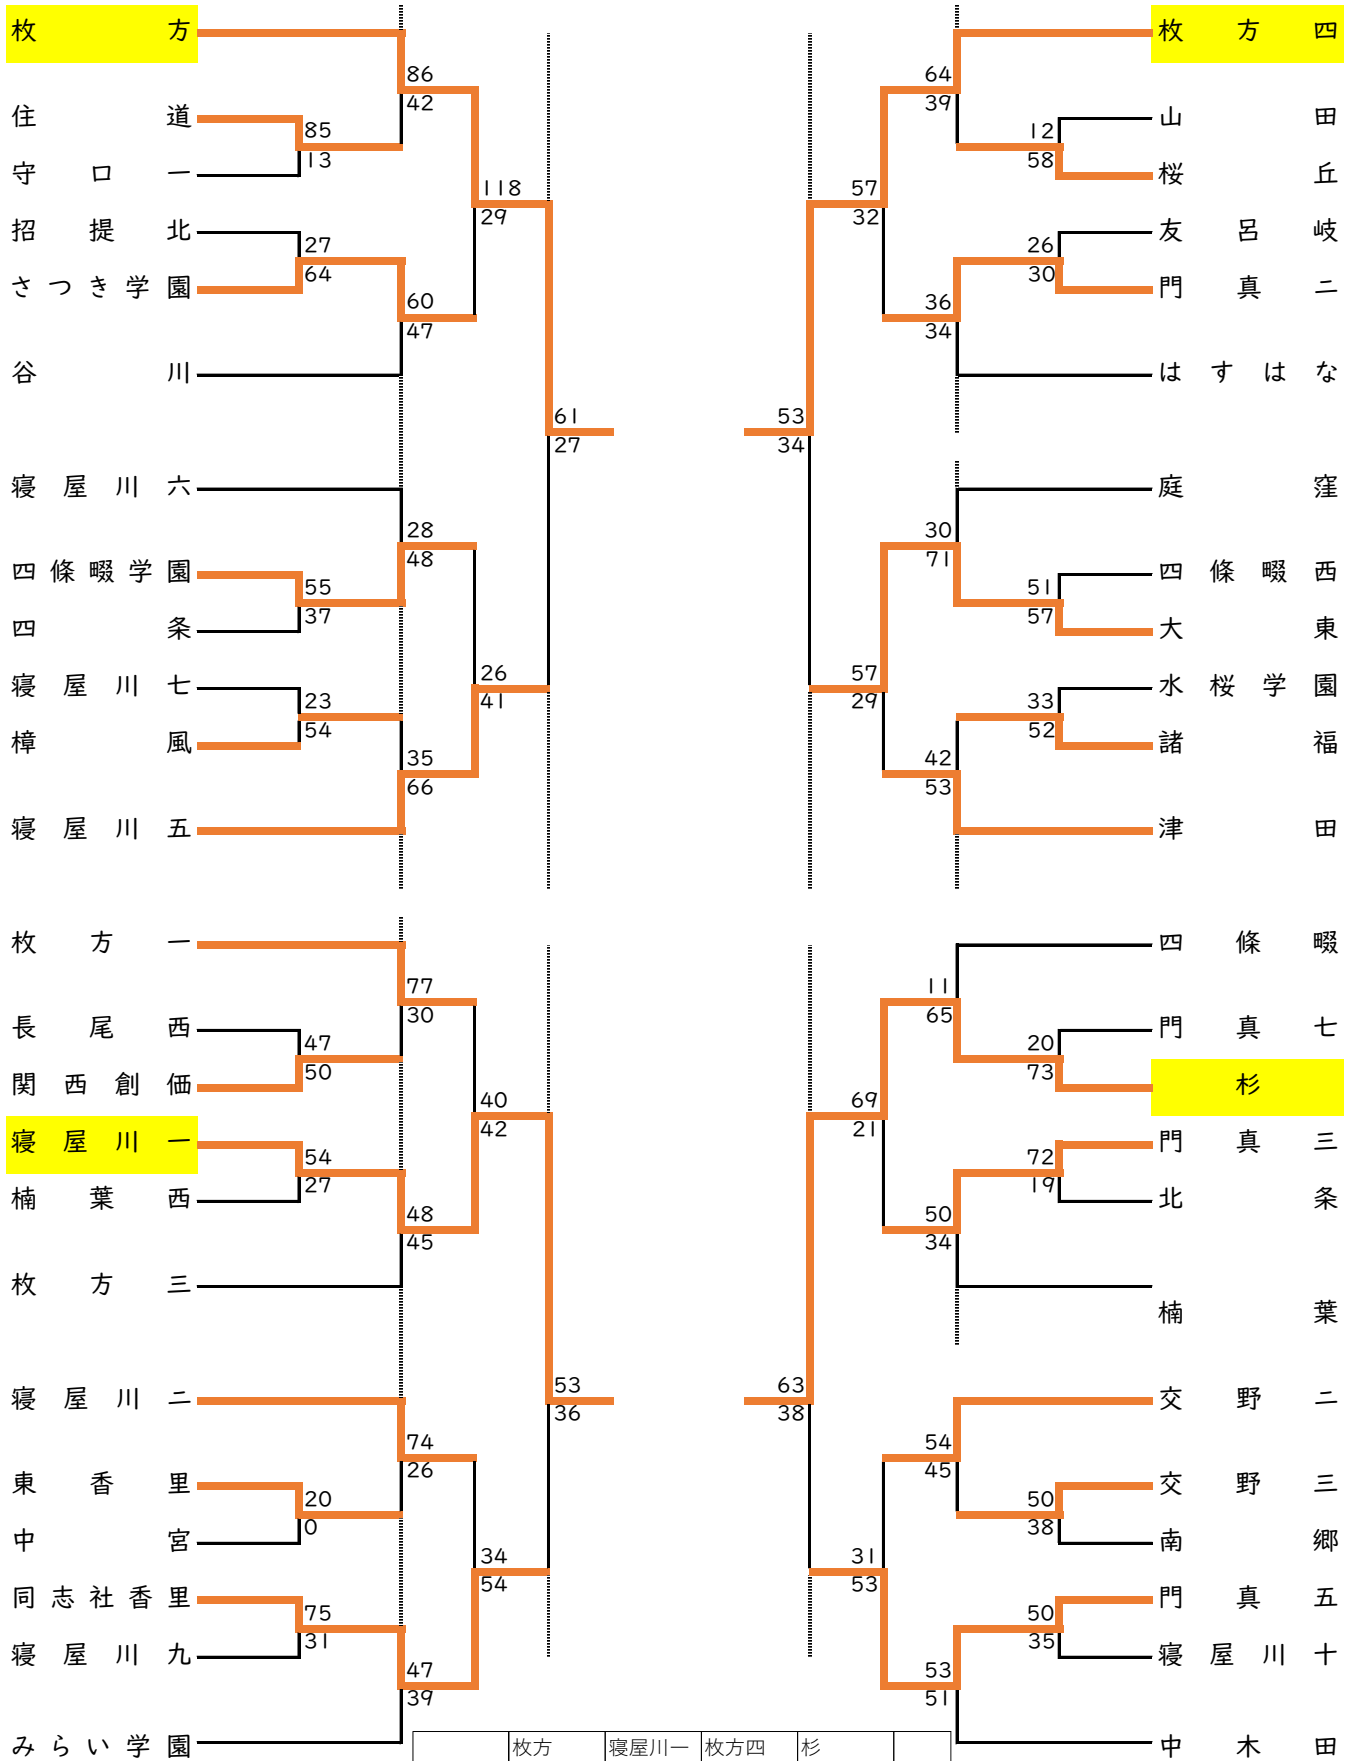 枚方
86
42
住道
85
13
守口一
118
29
招提北
27
64
さつき学園
60
47
谷川
61
27
寝屋川六
28
48
四條畷学園
55
37
四条
寝屋川七
26
41
23
54
樟風
35
66
寝屋川五
枚方一
77
30
長尾西
47
50
関西創価
40
42
寝屋川一
54
27
楠葉西
48
45
枚方三
53
36
寝屋川二
74
26
東香里
20
0
中宮
34
54
同志社香里
75
31
寝屋川九
47
39
みらい学園
枚方四
64
39
山田
12
58
桜丘
57
32
友呂岐
26
30
門真二
36
34
はすはな
53
34
庭窪
30
71
四條畷西
51
57
大東
57
29
水桜学園
33
52
諸福
42
53
津田
四條畷
11
65
門真七
20
73
杉
69
21
門真三
72
19
北条
50
34
楠葉
63
38
交野二
54
45
交野三
50
38
南郷
31
53
門真五
50
35
寝屋川十
53
51
中木田
枚方 寝屋川一 枚方四 杉